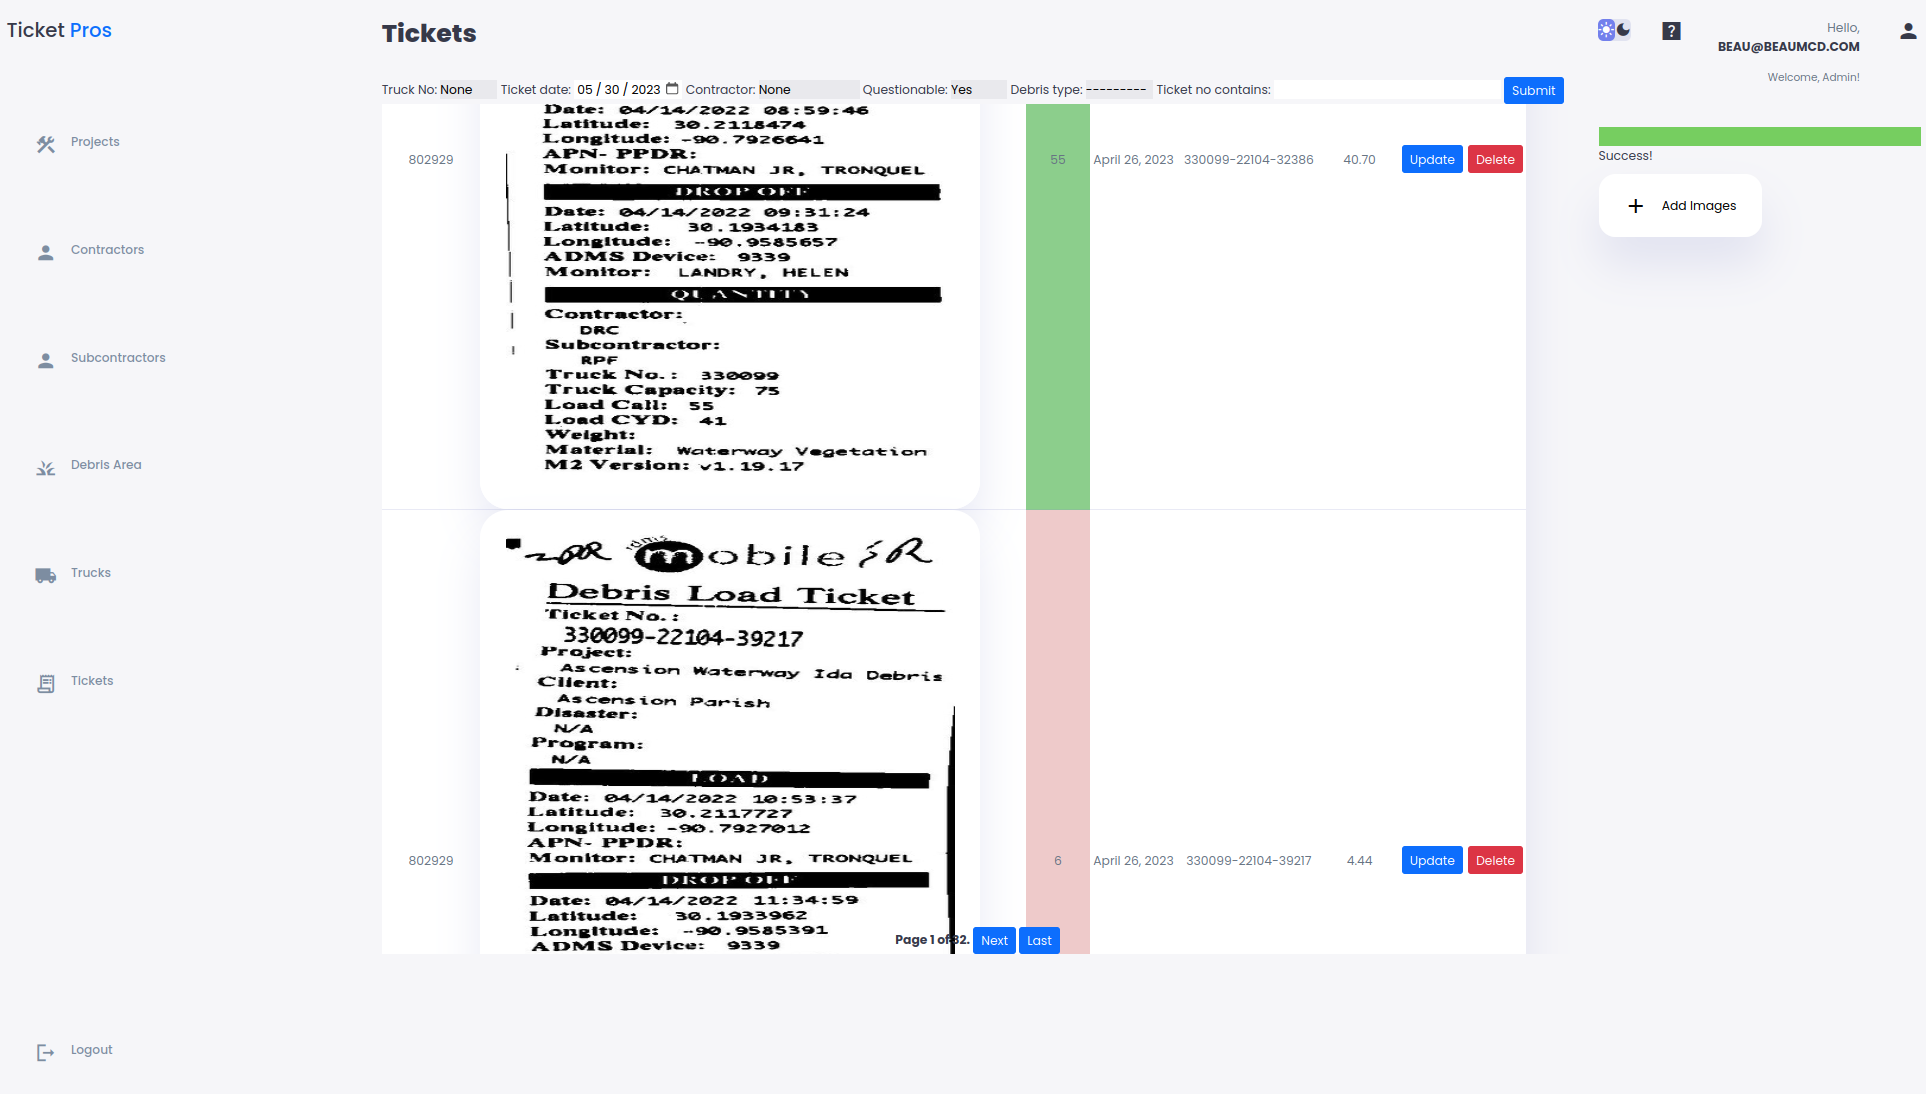 Ticket Pros
Tickets
Hello,
BEAU@BEAUMCD.COM
Welcome, Admin!
Truck No: None Ticket date: 05 / 30 / 2023 Contractor: None Questionable: Yes Debris type: --------- Ticket no contains: Submit
Projects
Contractors
Subcontractors
Debris Area
Trucks
Tickets
Logout
Success!
+ Add Images
802929
Date: 04/14/2022 08:59:46
Latitude: 30.2118474
Longitude: -90.7926641
APN- PPDR:
Monitor: CHATMAN JR, TRONQUEL
DROP OFF
Date: 04/14/2022 09:31:24
Latitude: 30.1934183
Longitude: -90.9585657
ADMS Device: 9339
Monitor: LANDRY, HELEN
QUANTITY
Contractor:
DRC
Subcontractor:
RPF
Truck No.: 330099
Truck Capacity: 75
Load Call: 55
Load CYD: 41
Weight:
Material: Waterway Vegetation
M2 Version: v1.19.17
55 April 26, 2023 330099-22104-32386 40.70 Update Delete
802929
rdms mobile
Debris Load Ticket
Ticket No.:
330099-22104-39217
Project:
Ascension Waterway Ida Debris
Client:
Ascension Parish
Disaster:
N/A
Program:
N/A
LOAD
Date: 04/14/2022 10:53:37
Latitude: 30.2117727
Longitude: -90.7927012
APN- PPDR:
Monitor: CHATMAN JR, TRONQUEL
DROP OFF
Date: 04/14/2022 11:34:59
Latitude: 30.1933962
Longitude: -90.9585391
ADMS Device: 9339
6 April 26, 2023 330099-22104-39217 4.44 Update Delete
Page 1 of 32. Next Last